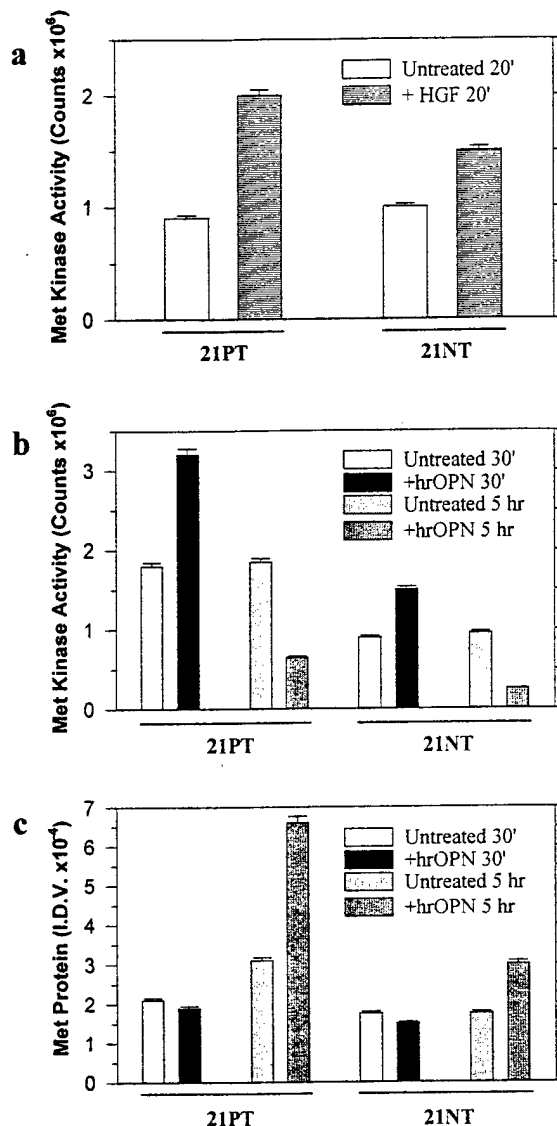 a
Met Kinase Activity (Counts x10⁶)
2
1
0
Untreated 20'
+ HGF 20'
21PT
21NT
b
Met Kinase Activity (Counts x10⁶)
3
2
1
0
Untreated 30'
+hrOPN 30'
Untreated 5 hr
+hrOPN 5 hr
21PT
21NT
c
Met Protein (I.D.V. x10⁻⁴)
7
6
5
4
3
2
1
0
Untreated 30'
+hrOPN 30'
Untreated 5 hr
+hrOPN 5 hr
21PT
21NT